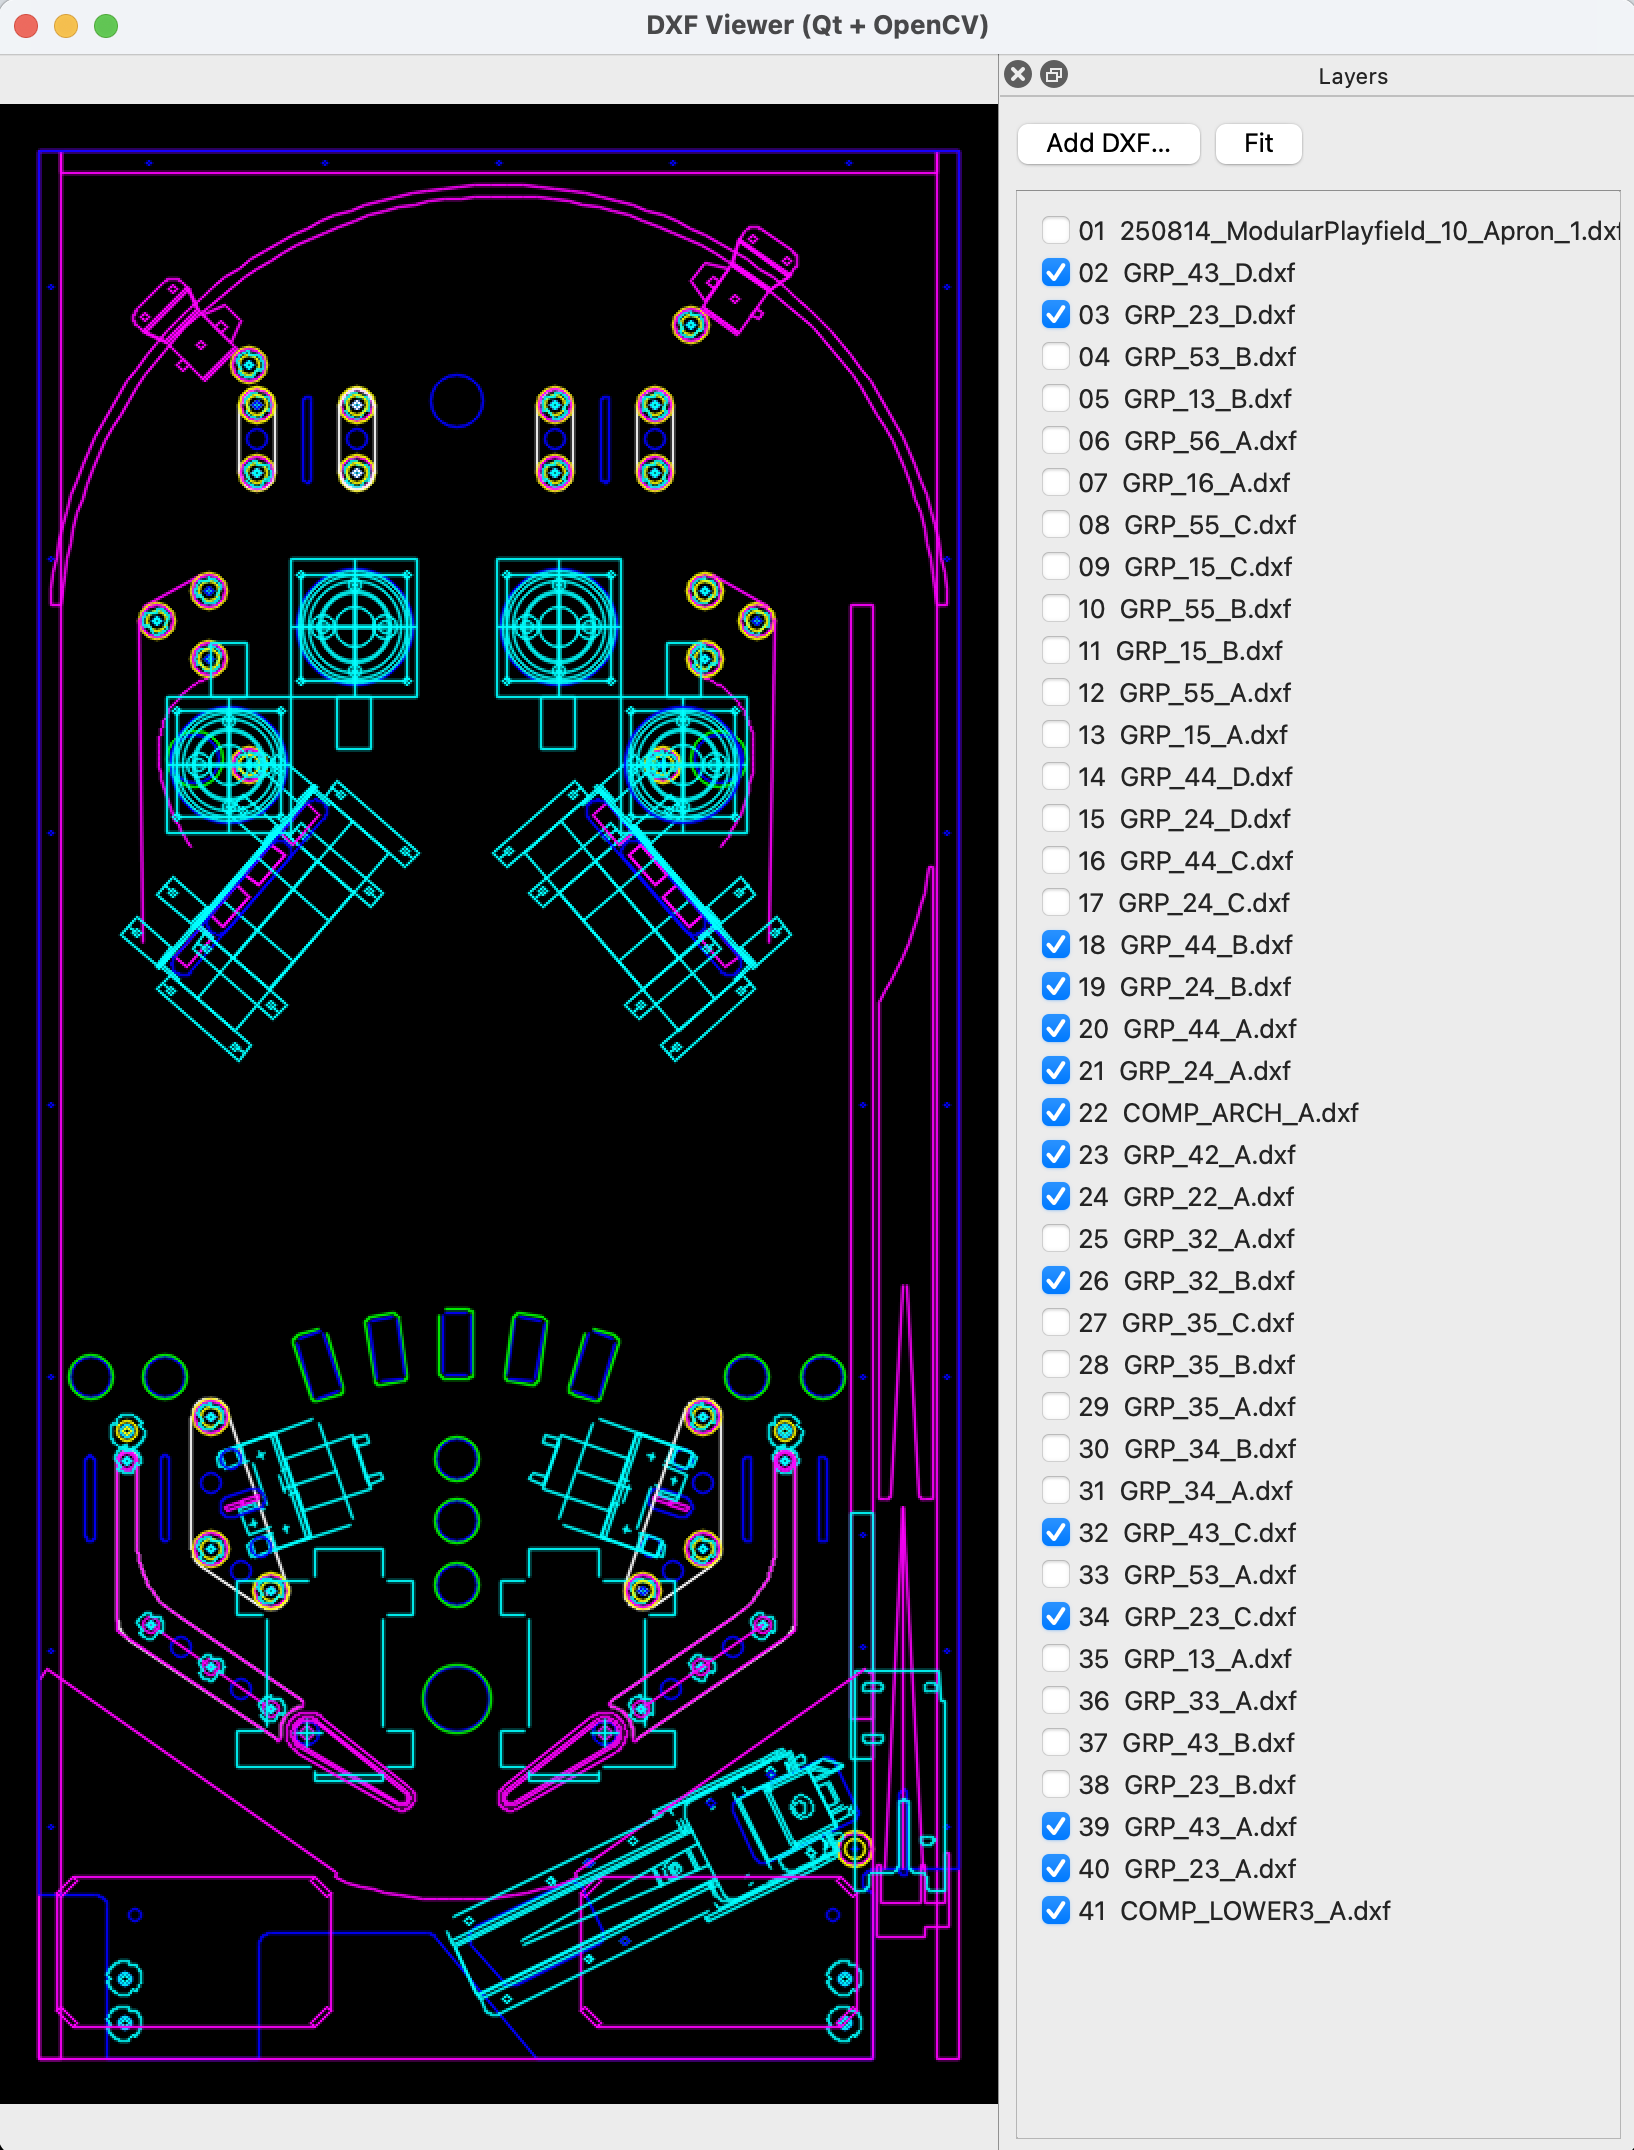 DXF Viewer (Qt + OpenCV)
Layers
Add DXF...
Fit
01 250814_ModularPlayfield_10_Apron_1.dxf
02 GRP_43_D.dxf
03 GRP_23_D.dxf
04 GRP_53_B.dxf
05 GRP_13_B.dxf
06 GRP_56_A.dxf
07 GRP_16_A.dxf
08 GRP_55_C.dxf
09 GRP_15_C.dxf
10 GRP_55_B.dxf
11 GRP_15_B.dxf
12 GRP_55_A.dxf
13 GRP_15_A.dxf
14 GRP_44_D.dxf
15 GRP_24_D.dxf
16 GRP_44_C.dxf
17 GRP_24_C.dxf
18 GRP_44_B.dxf
19 GRP_24_B.dxf
20 GRP_44_A.dxf
21 GRP_24_A.dxf
22 COMP_ARCH_A.dxf
23 GRP_42_A.dxf
24 GRP_22_A.dxf
25 GRP_32_A.dxf
26 GRP_32_B.dxf
27 GRP_35_C.dxf
28 GRP_35_B.dxf
29 GRP_35_A.dxf
30 GRP_34_B.dxf
31 GRP_34_A.dxf
32 GRP_43_C.dxf
33 GRP_53_A.dxf
34 GRP_23_C.dxf
35 GRP_13_A.dxf
36 GRP_33_A.dxf
37 GRP_43_B.dxf
38 GRP_23_B.dxf
39 GRP_43_A.dxf
40 GRP_23_A.dxf
41 COMP_LOWER3_A.dxf